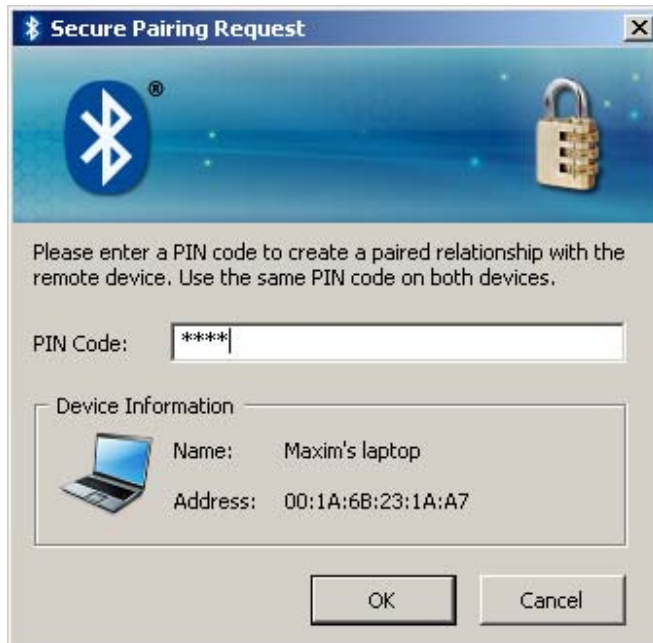 Secure Pairing Request
®
Please enter a PIN code to create a paired relationship with the
remote device. Use the same PIN code on both devices.
PIN Code: ****
Device Information
Name: Maxim's laptop
Address: 00:1A:6B:23:1A:A7
OK Cancel